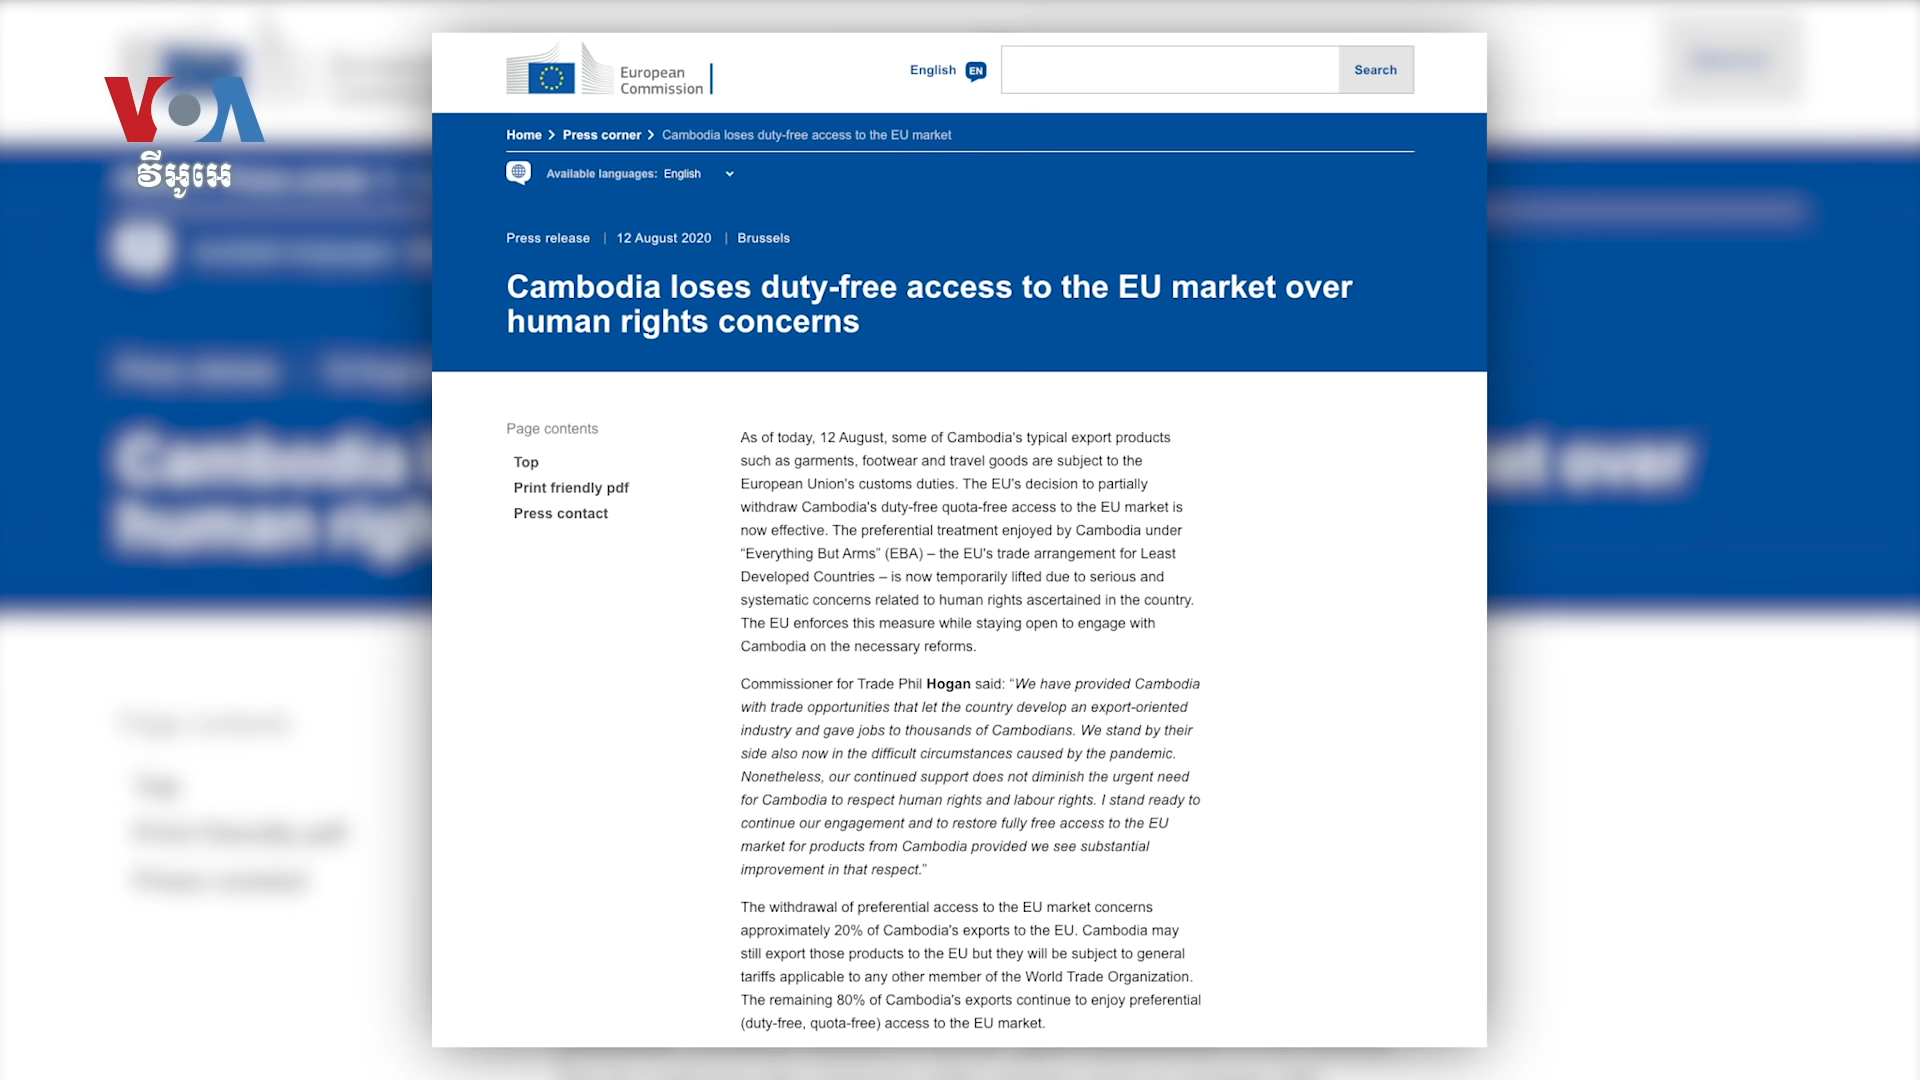 VOA
វីអូអេ
European
Commission
English EN
Search
Home > Press corner > Cambodia loses duty-free access to the EU market
Available languages: English
Press release | 12 August 2020 | Brussels
Cambodia loses duty-free access to the EU market over
human rights concerns
Page contents
Top
Print friendly pdf
Press contact
As of today, 12 August, some of Cambodia's typical export products
such as garments, footwear and travel goods are subject to the
European Union's customs duties. The EU's decision to partially
withdraw Cambodia's duty-free quota-free access to the EU market is
now effective. The preferential treatment enjoyed by Cambodia under
“Everything But Arms” (EBA) – the EU's trade arrangement for Least
Developed Countries – is now temporarily lifted due to serious and
systematic concerns related to human rights ascertained in the country.
The EU enforces this measure while staying open to engage with
Cambodia on the necessary reforms.
Commissioner for Trade Phil Hogan said: “We have provided Cambodia
with trade opportunities that let the country develop an export-oriented
industry and gave jobs to thousands of Cambodians. We stand by their
side also now in the difficult circumstances caused by the pandemic.
Nonetheless, our continued support does not diminish the urgent need
for Cambodia to respect human rights and labour rights. I stand ready to
continue our engagement and to restore fully free access to the EU
market for products from Cambodia provided we see substantial
improvement in that respect.”
The withdrawal of preferential access to the EU market concerns
approximately 20% of Cambodia's exports to the EU. Cambodia may
still export those products to the EU but they will be subject to general
tariffs applicable to any other member of the World Trade Organization.
The remaining 80% of Cambodia's exports continue to enjoy preferential
(duty-free, quota-free) access to the EU market.